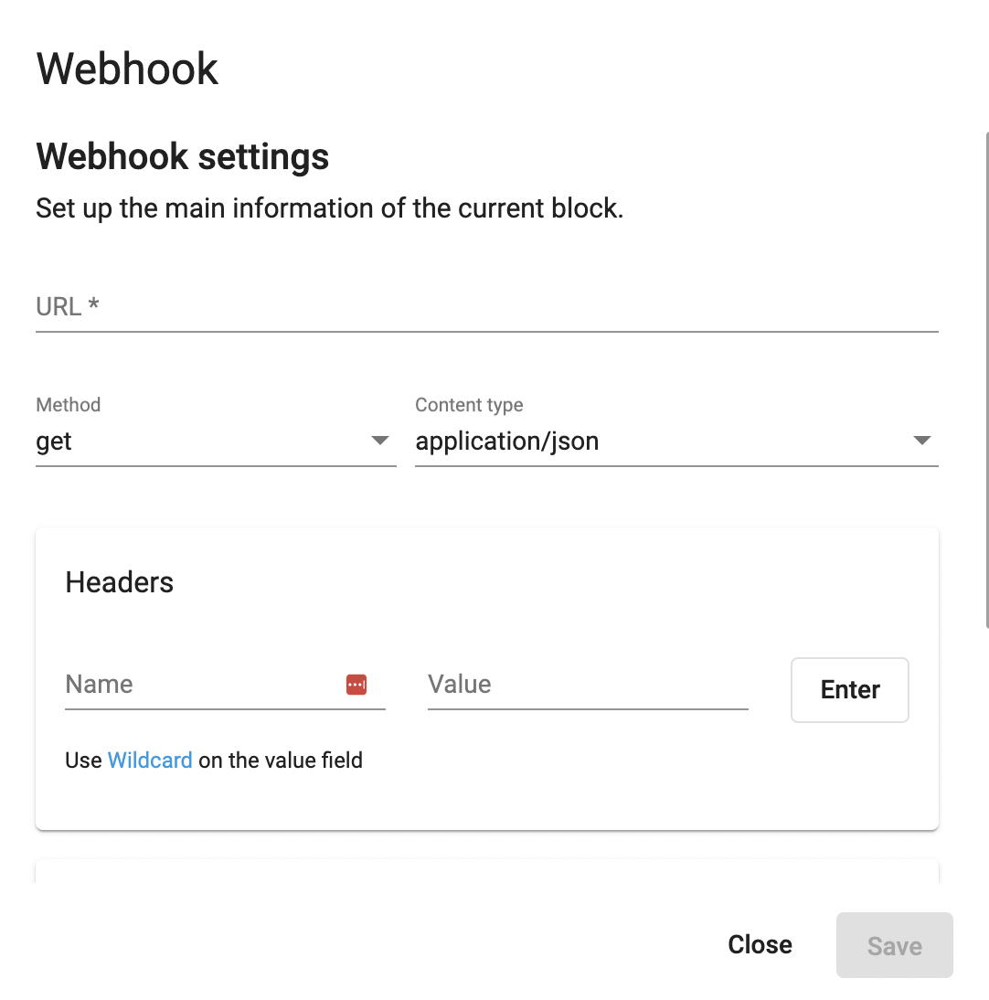 Webhook
Webhook settings
Set up the main information of the current block.
URL *
Method
Content type
get
application/json
Headers
Name
Value
Enter
Use Wildcard on the value field
Close
Save